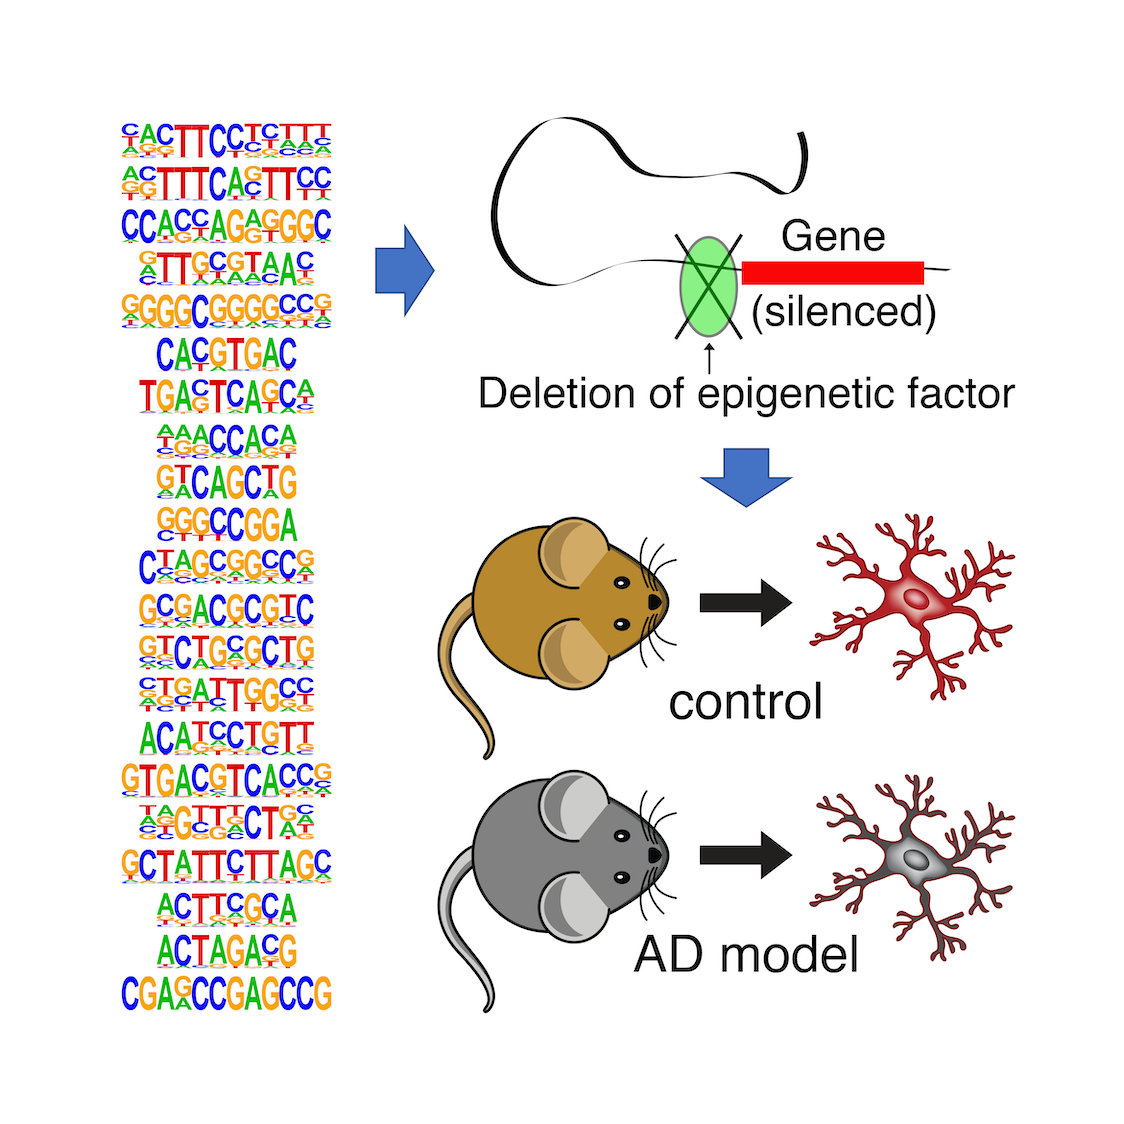 CACTTCCTCTTT
ACTTTCAGTTCC
CCACCAGAGGGC
GTTGCGTAAC
GGGGCGGGGCCG
CACGTGAC
TGACTCAGCA
AAACCACA
GTCAGCTG
GGGCCGGA
CTAGCGGCCG
GCGACGCGTC
GTCTGCGCTG
CTGATTGGCC
ACATCCTGTT
GTGACGTCACCG
TAGTTTCTGC
GCTATTCTTAGC
ACTTCGCA
ACTAGACG
CGAGCCGAGCCG
Gene
(silenced)
Deletion of epigenetic factor
control
AD model